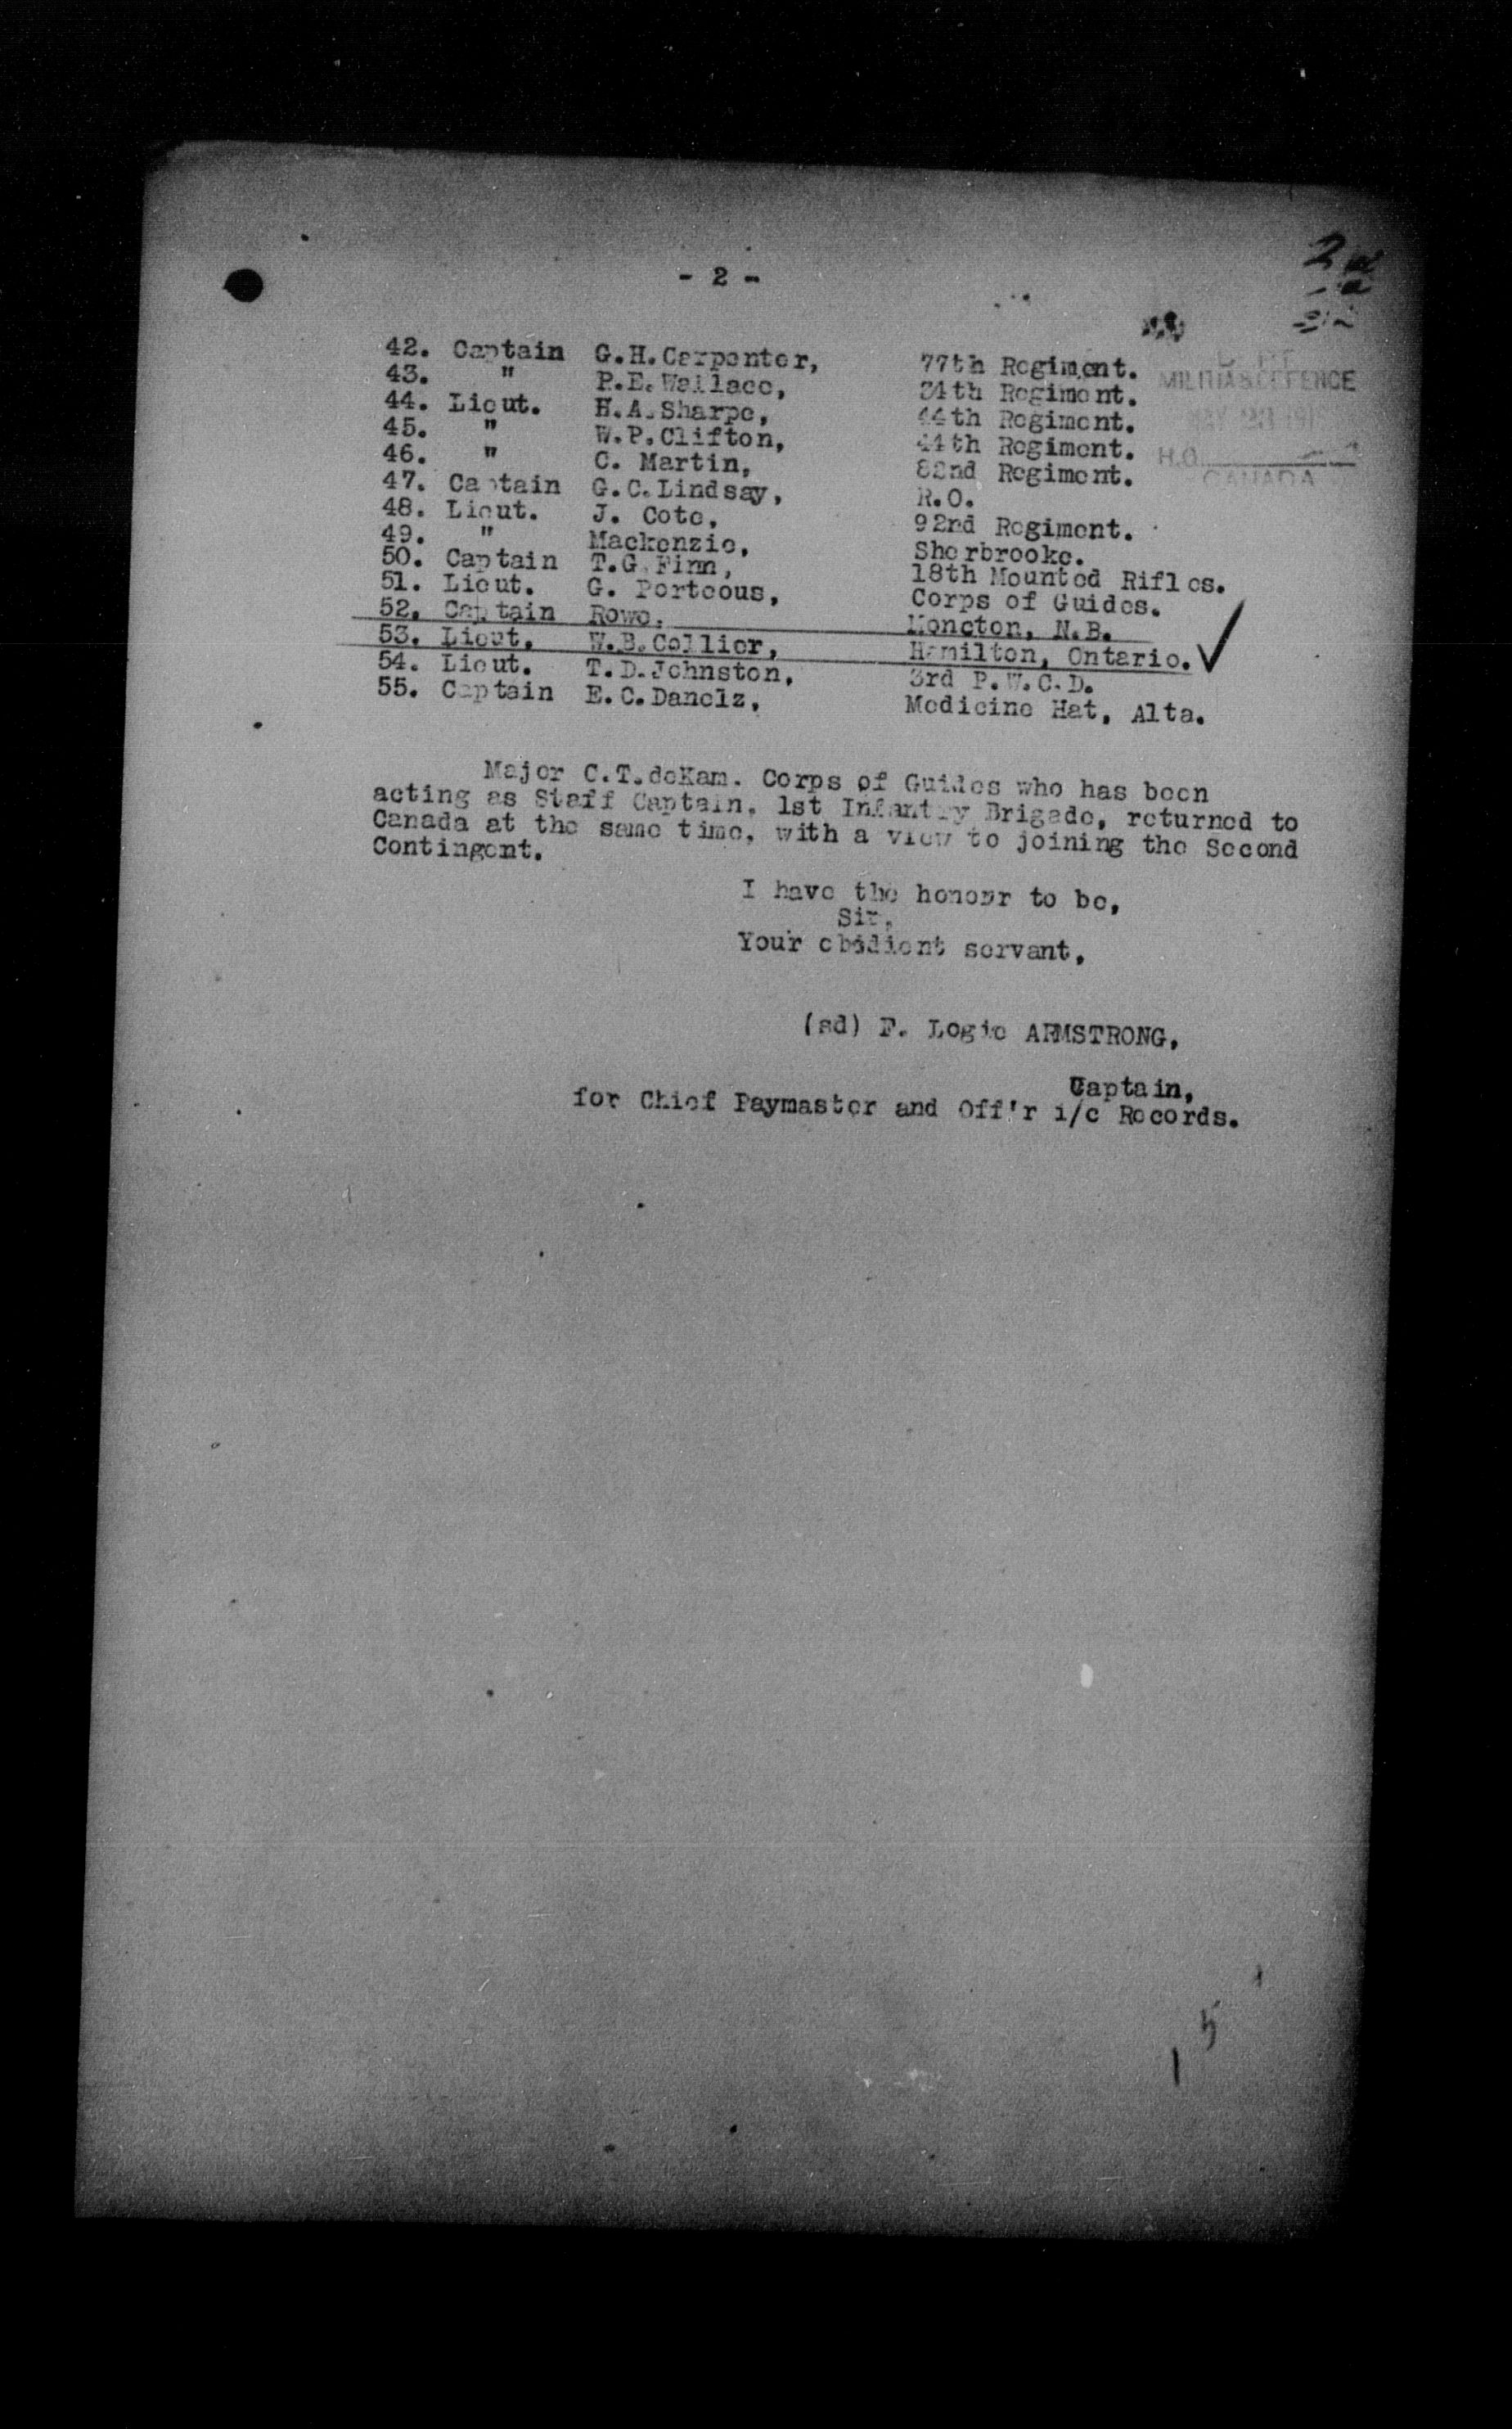 - 2 -
42. Captain G.H.Carpenter, 77th Regiment.
43. " P.E.Wallace, 34th Regiment.
44. Lieut. H.A.Sharpe, 44th Regiment.
45. " W.P.Clifton, 44th Regiment.
46. " C. Martin, 82nd Regiment.
47. Captain G.C.Lindsay, R.O.
48. Lieut. J. Cote, 92nd Regiment.
49. " Mackenzie, Sherbrooke.
50. Captain T.G.Finn, 18th Mounted Rifles.
51. Lieut. G. Porteous, Corps of Guides.
52. Captain Rowe, Moncton, N.B.
53. Lieut. W.B.Collier, Hamilton, Ontario.
54. Lieut. T.D.Johnston, 3rd P.W.C.D.
55. Captain E.C.Danelz, Medicine Hat, Alta.
MILITIA & DEFENCE
MAY
H.Q.
CANADA
Major C.T.deKam. Corps of Guides who has been
acting as Staff Captain, 1st Infantry Brigade, returned to
Canada at the same time, with a view to joining the Second
Contingent.
I have the honour to be,
Sir,
Your obidient servant,
(sd) F. Logie ARMSTRONG,
Captain,
for Chief Paymaster and Off'r i/c Records.